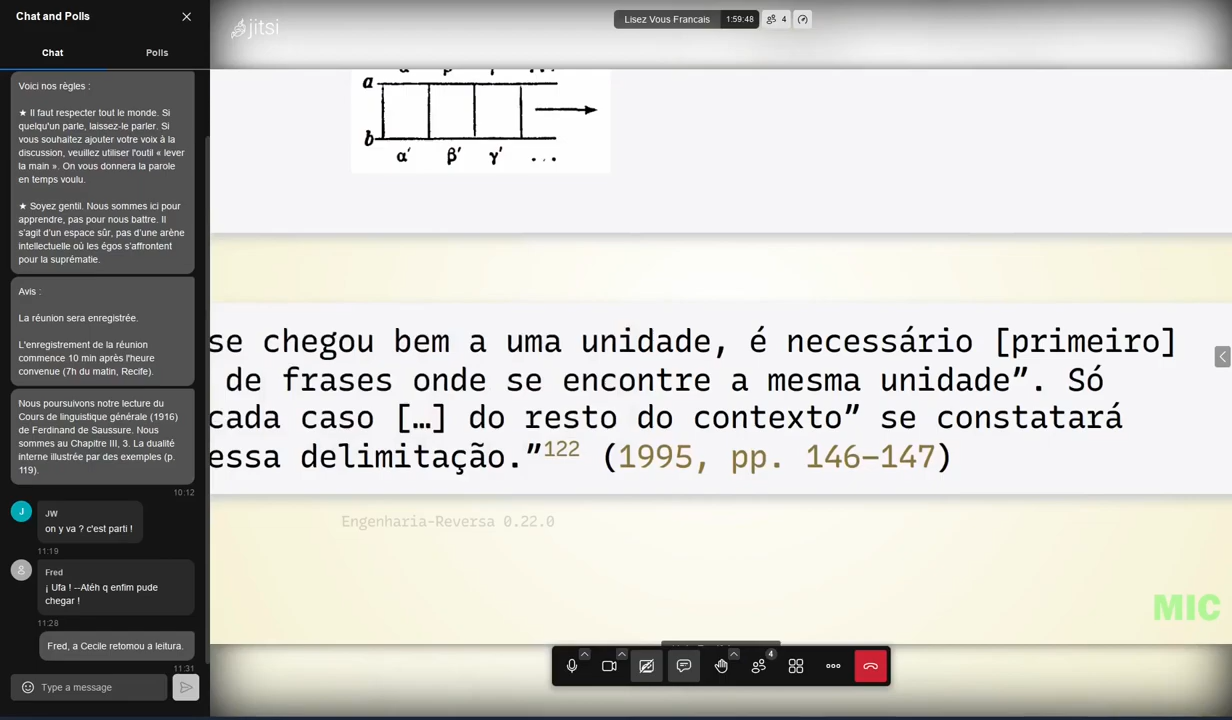 Chat and Polls
Chat
Polls
Voici nos règles :
★ Il faut respecter tout le monde. Si
quelqu'un parle, laissez-le parler. Si
vous souhaitez ajouter votre voix à la
discussion, veuillez utiliser l'outil « lever
la main ». On vous donnera la parole
en temps voulu.
★ Soyez gentil. Nous sommes ici pour
apprendre, pas pour nous battre. Il
s'agit d'un espace sûr, pas d'une arène
intellectuelle où les égos s'affrontent
pour la suprématie.
Avis :
La réunion sera enregistrée.
L'enregistrement de la réunion
commence 10 min après l'heure
convenue (7h du matin, Recife).
Nous poursuivons notre lecture du
Cours de linguistique générale (1916)
de Ferdinand de Saussure. Nous
sommes au Chapitre III, 3. La dualité
interne illustrée par des exemples (p.
119).
10:12
J
JW
on y va ? c'est parti !
11:19
Fred
¡ Ufa ! --Atéh q enfim pude
chegar !
11:28
Fred, a Cecile retomou a leitura.
11:31
Type a message
jitsi
Lisez Vous Francais
1:59:48
4
a
b
α′ β′ γ′ ...
se chegou bem a uma unidade, é necessário [primeiro]
de frases onde se encontre a mesma unidade”. Só
cada caso […] do resto do contexto” se constatará
essa delimitação.”122 (1995, pp. 146–147)
Engenharia-Reversa 0.22.0
MIC
4